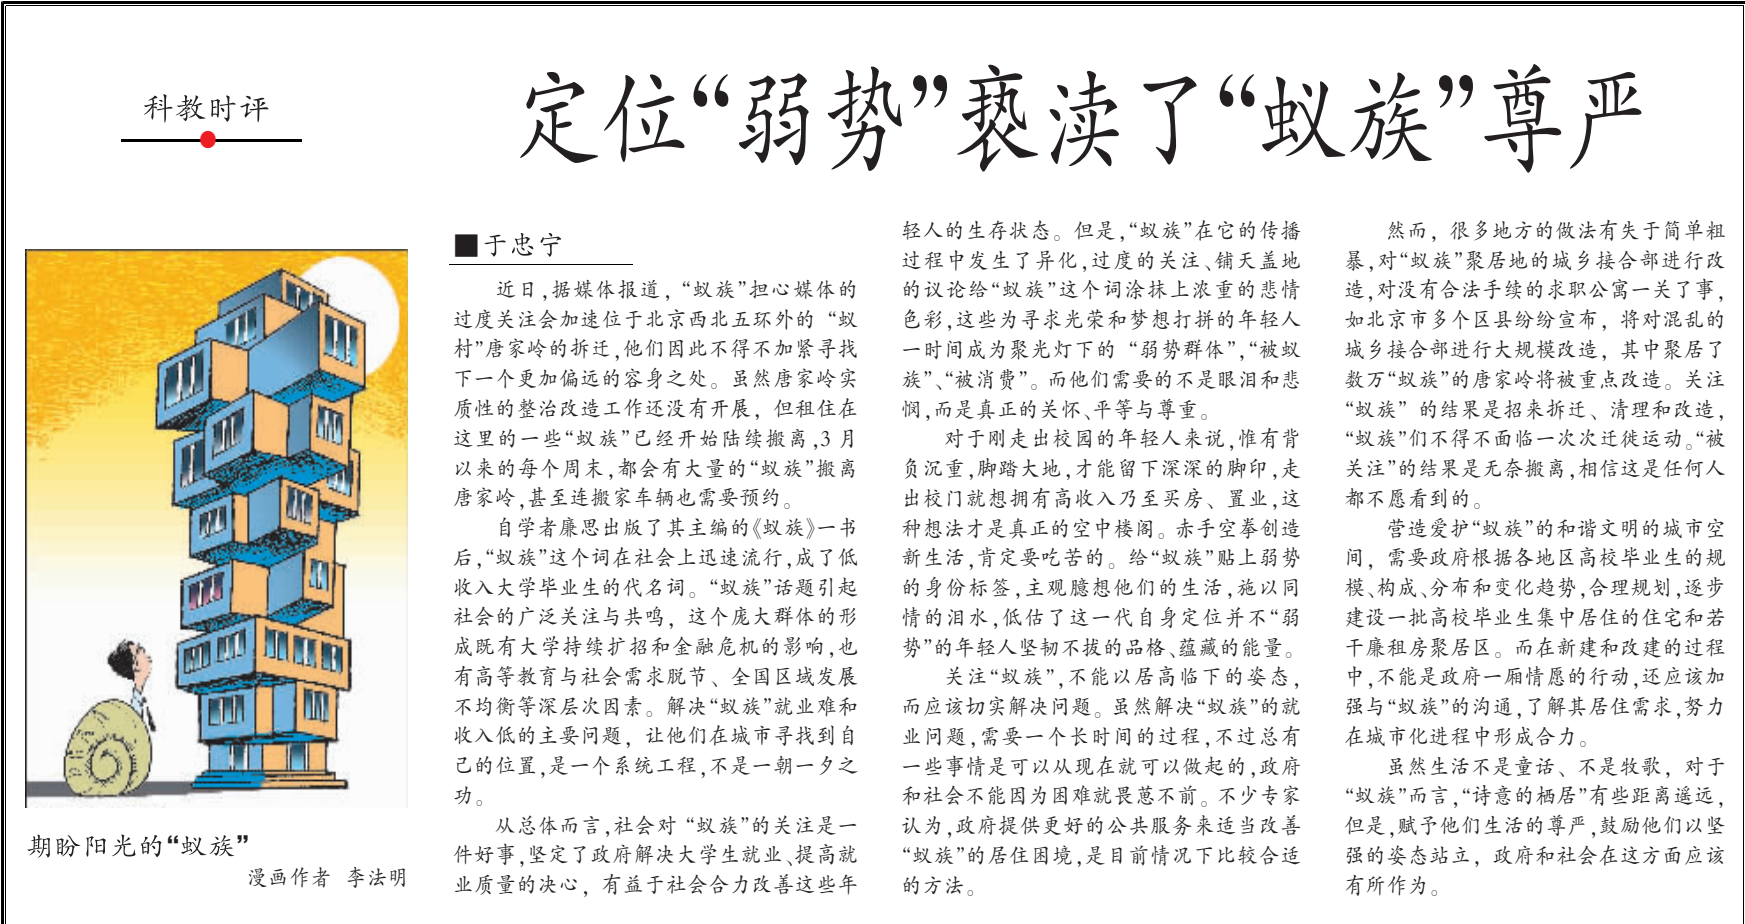 科教时评
定位“弱势”亵渎了“蚁族”尊严
期盼阳光的“蚁族”
漫画作者 李法明
■于忠宁
近日,据媒体报道,“蚁族”担心媒体的
过度关注会加速位于北京西北五环外的“蚁
村”唐家岭的拆迁,他们因此不得不加紧寻找
下一个更加偏远的容身之处。虽然唐家岭实
质性的整治改造工作还没有开展,但租住在
这里的一些“蚁族”已经开始陆续搬离,3月
以来的每个周末,都会有大量的“蚁族”搬离
唐家岭,甚至连搬家车辆也需要预约。
自学者廉思出版了其主编的《蚁族》一书
后,“蚁族”这个词在社会上迅速流行,成了低
收入大学毕业生的代名词。“蚁族”话题引起
社会的广泛关注与共鸣,这个庞大群体的形
成既有大学持续扩招和金融危机的影响,也
有高等教育与社会需求脱节、全国区域发展
不均衡等深层次因素。解决“蚁族”就业难和
收入低的主要问题,让他们在城市寻找到自
己的位置,是一个系统工程,不是一朝一夕之
功。
从总体而言,社会对“蚁族”的关注是一
件好事,坚定了政府解决大学生就业、提高就
业质量的决心,有益于社会合力改善这些年
轻人的生存状态。但是,“蚁族”在它的传播
过程中发生了异化,过度的关注、铺天盖地
的议论给“蚁族”这个词涂抹上浓重的悲情
色彩,这些为寻求光荣和梦想打拼的年轻人
一时间成为聚光灯下的“弱势群体”,“被蚁
族”、“被消费”。而他们需要的不是眼泪和悲
悯,而是真正的关怀、平等与尊重。
对于刚走出校园的年轻人来说,惟有背
负沉重,脚踏大地,才能留下深深的脚印,走
出校门就想拥有高收入乃至买房、置业,这
种想法才是真正的空中楼阁。赤手空拳创造
新生活,肯定要吃苦的。给“蚁族”贴上弱势
的身份标签,主观臆想他们的生活,施以同
情的泪水,低估了这一代自身定位并不“弱
势”的年轻人坚韧不拔的品格、蕴藏的能量。
关注“蚁族”,不能以居高临下的姿态,
而应该切实解决问题。虽然解决“蚁族”的就
业问题,需要一个长时间的过程,不过总有
一些事情是可以从现在就可以做起的,政府
和社会不能因为困难就畏葸不前。不少专家
认为,政府提供更好的公共服务来适当改善
“蚁族”的居住困境,是目前情况下比较合适
的方法。
然而,很多地方的做法有失于简单粗
暴,对“蚁族”聚居地的城乡接合部进行改
造,对没有合法手续的求职公寓一关了事,
如北京市多个区县纷纷宣布,将对混乱的
城乡接合部进行大规模改造,其中聚居了
数万“蚁族”的唐家岭将被重点改造。关注
“蚁族”的结果是招来拆迁、清理和改造,
“蚁族”们不得不面临一次次迁徙运动。“被
关注”的结果是无奈搬离,相信这是任何人
都不愿看到的。
营造爱护“蚁族”的和谐文明的城市空
间,需要政府根据各地区高校毕业生的规
模、构成、分布和变化趋势,合理规划,逐步
建设一批高校毕业生集中居住的住宅和若
干廉租房聚居区。而在新建和改建的过程
中,不能是政府一厢情愿的行动,还应该加
强与“蚁族”的沟通,了解其居住需求,努力
在城市化进程中形成合力。
虽然生活不是童话、不是牧歌,对于
“蚁族”而言,“诗意的栖居”有些距离遥远,
但是,赋予他们生活的尊严,鼓励他们以坚
强的姿态站立,政府和社会在这方面应该
有所作为。